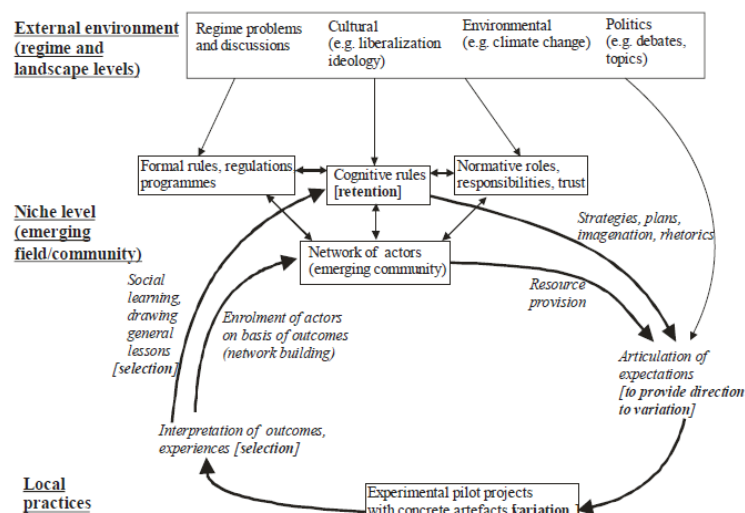 External environment
(regime and
landscape levels)
Regime problems
and discussions
Cultural
(e.g. liberalization
ideology)
Environmental
(e.g. climate change)
Politics
(e.g. debates,
topics)
Formal rules, regulations
programmes
Cognitive rules
[retention]
Normative roles,
responsibilities, trust
Niche level
(emerging
field/community)
Network of actors
(emerging community)
Strategies, plans,
imagenation, rhetorics
Social
learning,
drawing
general
lessons
[selection]
Enrolment of actors
on basis of outcomes
(network building)
Resource
provision
Articulation of
expectations
[to provide direction
to variation]
Interpretation of outcomes,
experiences [selection]
Local
practices
Experimental pilot projects
with concrete artefacts [variation]